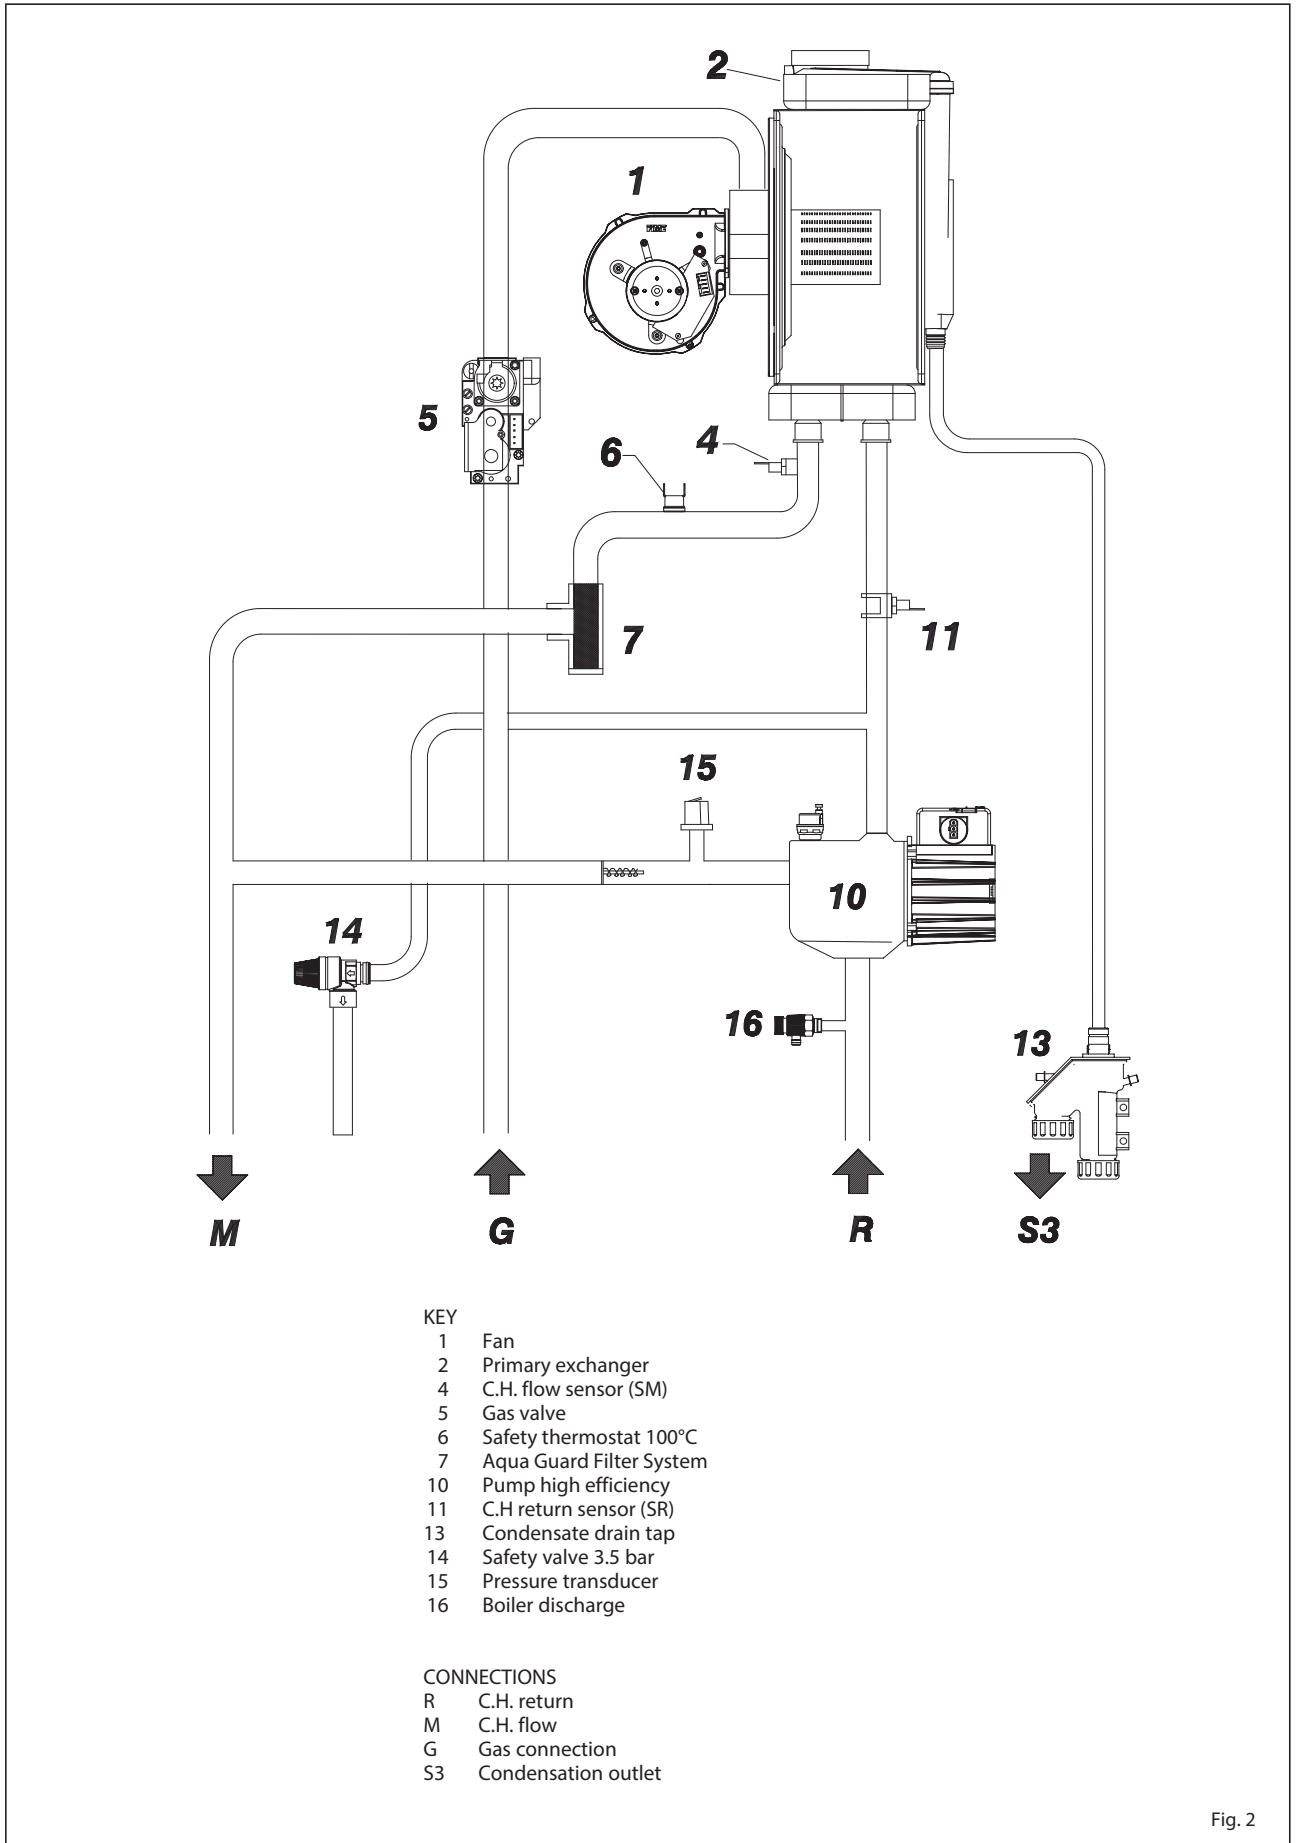 2
1
5
6
4
7
11
15
10
14
16
13
M
G
R
S3
KEY
1 Fan
2 Primary exchanger
4 C.H. flow sensor (SM)
5 Gas valve
6 Safety thermostat 100°C
7 Aqua Guard Filter System
10 Pump high efficiency
11 C.H return sensor (SR)
13 Condensate drain tap
14 Safety valve 3.5 bar
15 Pressure transducer
16 Boiler discharge
CONNECTIONS
R C.H. return
M C.H. flow
G Gas connection
S3 Condensation outlet
Fig. 2